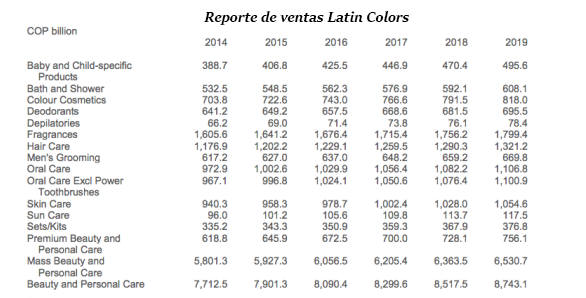 Reporte de ventas Latin Colors
COP billion
2014 2015 2016 2017 2018 2019
Baby and Child-specific 388.7 406.8 425.5 446.9 470.4 495.6
Products
Bath and Shower 532.5 548.5 562.3 576.9 592.1 608.1
Colour Cosmetics 703.8 722.6 743.0 766.6 791.5 818.0
Deodorants 641.2 649.2 657.5 668.6 681.5 695.5
Depilatories 66.2 69.0 71.4 73.8 76.1 78.4
Fragrances 1,605.6 1,641.2 1,676.4 1,715.4 1,756.2 1,799.4
Hair Care 1,176.9 1,202.2 1,229.1 1,259.5 1,290.3 1,321.2
Men's Grooming 617.2 627.0 637.0 648.2 659.2 669.8
Oral Care 972.9 1,002.6 1,029.9 1,056.4 1,082.2 1,106.8
Oral Care Excl Power 967.1 996.8 1,024.1 1,050.6 1,076.4 1,100.9
Toothbrushes
Skin Care 940.3 958.3 978.7 1,002.4 1,028.0 1,054.6
Sun Care 96.0 101.2 105.6 109.8 113.7 117.5
Sets/Kits 335.2 343.3 350.9 359.3 367.9 376.8
Premium Beauty and 618.8 645.9 672.5 700.0 728.1 756.1
Personal Care
Mass Beauty and 5,801.3 5,927.3 6,056.5 6,205.4 6,363.5 6,530.7
Personal Care
Beauty and Personal Care 7,712.5 7,901.3 8,090.4 8,299.6 8,517.5 8,743.1